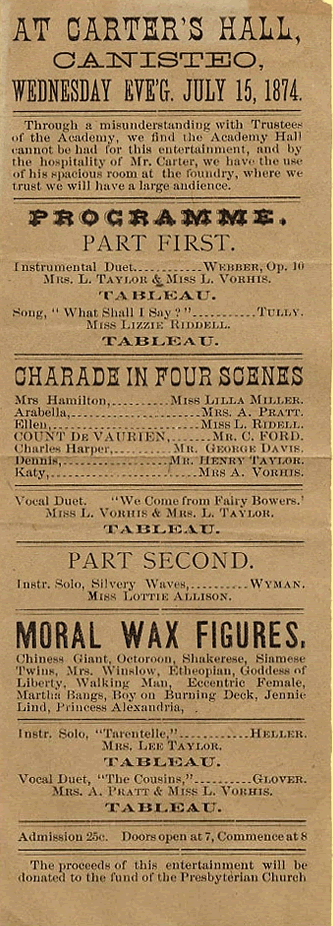 AT CARTER'S HALL,
CANISTEO,
WEDNESDAY EVE'G. JULY 15, 1874.
Through a misunderstanding with Trustees
of the Academy, we find the Academy Hall
cannot be had for this entertainment, and by
the hospitality of Mr. Carter, we have the use
of his spacious room at the foundry, where we
trust we will have a large audience.
PROGRAMME.
PART FIRST.
Instrumental Duet..........WEBBER, Op. 10
MRS. L. TAYLOR & MISS L. VORHIS.
TABLEAU.
Song, "What Shall I Say?"..........TULLY.
MISS LIZZIE RIDDELL.
TABLEAU.
CHARADE IN FOUR SCENES
Mrs Hamilton,..........MISS LILLA MILLER.
Arabella,..........MRS. A. PRATT.
Ellen,..........MISS L. RIDELL.
COUNT DE VAURIEN,..........MR. C. FORD.
Charles Harper,..........MR. GEORGE DAVIS.
Dennis,..........MR. HENRY TAYLOR.
Katy,..........MRS A. VORHIS.
Vocal Duet. "We Come from Fairy Bowers.'
MISS L. VORHIS & MRS. L. TAYLOR.
TABLEAU.
PART SECOND.
Instr. Solo, Silvery Waves,..........WYMAN.
MISS LOTTIE ALLISON.
MORAL WAX FIGURES,
Chiness Giant, Octoroon, Shakerese, Siamese
Twins, Mrs. Winslow, Etheopian, Goddess of
Liberty, Walking Man, Eccentric Female,
Martha Bangs, Boy on Burning Deck, Jennie
Lind, Princess Alexandria,
Instr. Solo, "Tarentelle,"..........HELLER.
MRS. LEE TAYLOR.
TABLEAU.
Vocal Duet, "The Cousins,"..........GLOVER.
MRS. A. PRATT & MISS L. VORHIS.
TABLEAU.
Admission 25c. Doors open at 7, Commence at 8
The proceeds of this entertainment will be
donated to the fund of the Presbyterian Church